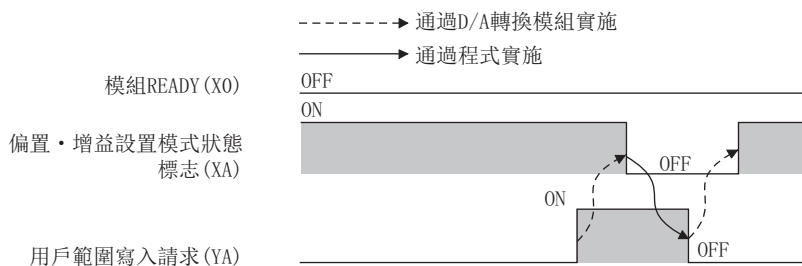 通過D/A轉換模組實施
通過程式實施
模組READY(X0)
OFF
ON
偏置・增益設置模式狀態
標志(XA)
OFF
ON
用戶範圍寫入請求(YA)
OFF